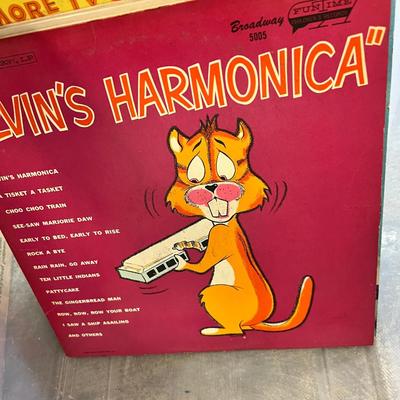 MORE TV
Broadway
5005
FUN TIME
CHILDREN'S RECORDS
LVIN'S HARMONICA"
VIN'S HARMONICA
A TISKET A TASKET
CHOO CHOO TRAIN
SEE-SAW MARJORIE DAW
EARLY TO BED, EARLY TO RISE
ROCK A BYE
RAIN RAIN, GO AWAY
TEN LITTLE INDIANS
PATTYCAKE
THE GINGERBREAD MAN
ROW, ROW, ROW YOUR BOAT
I SAW A SHIP ASAILING
AND OTHERS